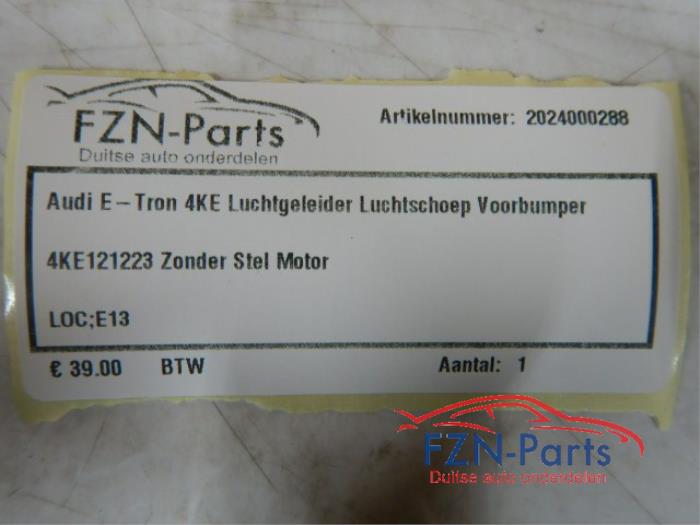 FZN-Parts
Duitse auto onderdelen
Artikelnummer: 2024000288
Audi E-Tron 4KE Luchtgeleider Luchtschoep Voorbumper
4KE121223 Zonder Stel Motor
LOC;E13
€ 39.00 BTW Aantal: 1
FZN-Parts
Duitse auto onderdelen